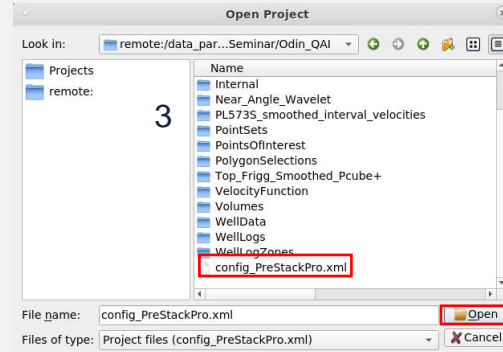 Open Project
Look in: remote:/data_par...Seminar/Odin_QAI
Projects
remote:
3
Name
Internal
Near_Angle_Wavelet
PL573S_smoothed_interval_velocities
PointSets
PointsOfInterest
PolygonSelections
Top_Frigg_Smoothed_Pcube+
VelocityFunction
Volumes
WellData
WellLogs
WellLogZones
config_PreStackPro.xml
File name: config_PreStackPro.xml Open
Files of type: Project files (config_PreStackPro.xml) Cancel